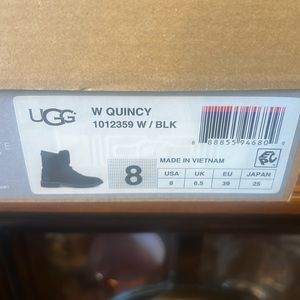 UGG
W QUINCY
1012359 W / BLK
8
MADE IN VIETNAM
USA UK EU JAPAN
8 6.5 39 25